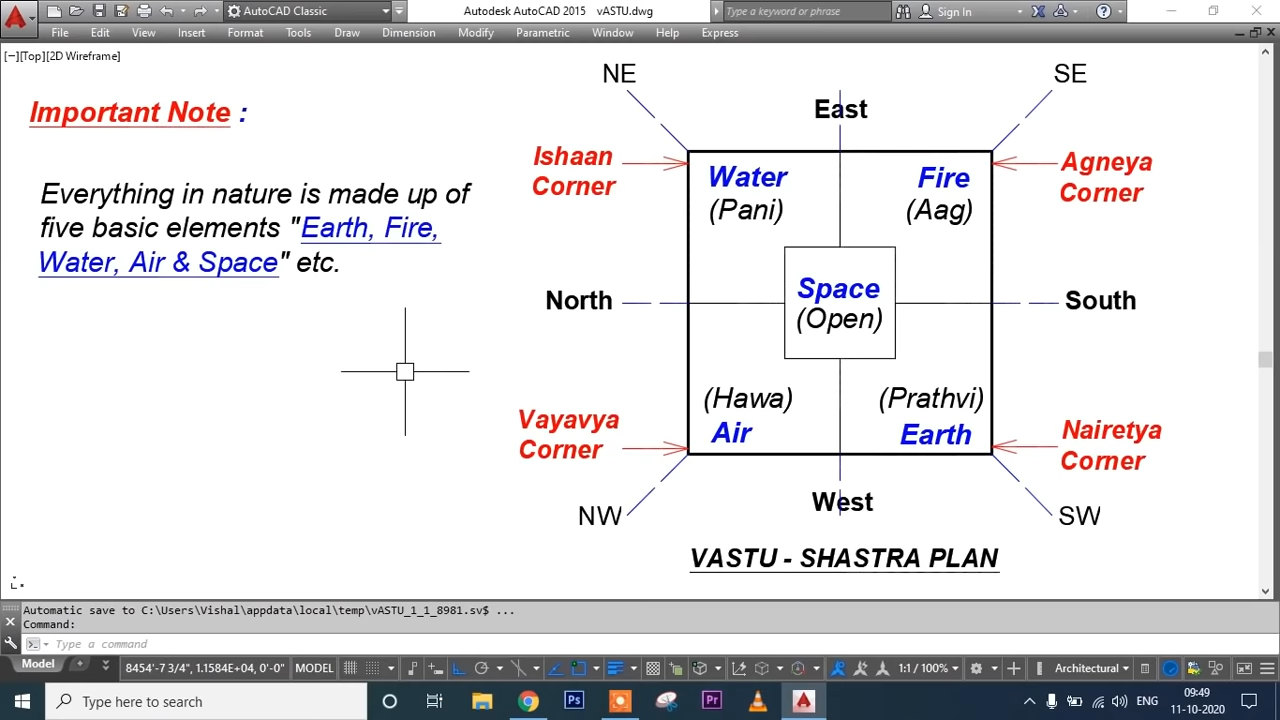 AutoCAD Classic
Autodesk AutoCAD 2015 vASTU.dwg
Type a keyword or phrase
Sign In
File Edit View Insert Format Tools Draw Dimension Modify Parametric Window Help Express
[−][Top][2D Wireframe]
Important Note :
Everything in nature is made up of
five basic elements "Earth, Fire,
Water, Air & Space" etc.
NE
SE
East
Ishaan
Corner
Water
(Pani)
Fire
(Aag)
Agneya
Corner
North
Space
(Open)
South
Vayavya
Corner
(Hawa)
Air
(Prathvi)
Earth
Nairetya
Corner
NW
West
SW
VASTU - SHASTRA PLAN
Automatic save to C:\Users\Vishal\appdata\local\temp\vASTU_1_1_8981.sv$ ...
Command:
Type a command
Model
8454'-7 3/4", 1.1584E+04, 0'-0" MODEL
1:1 / 100%
Architectural
Type here to search
Ps
Pr
ENG
09:49
11-10-2020